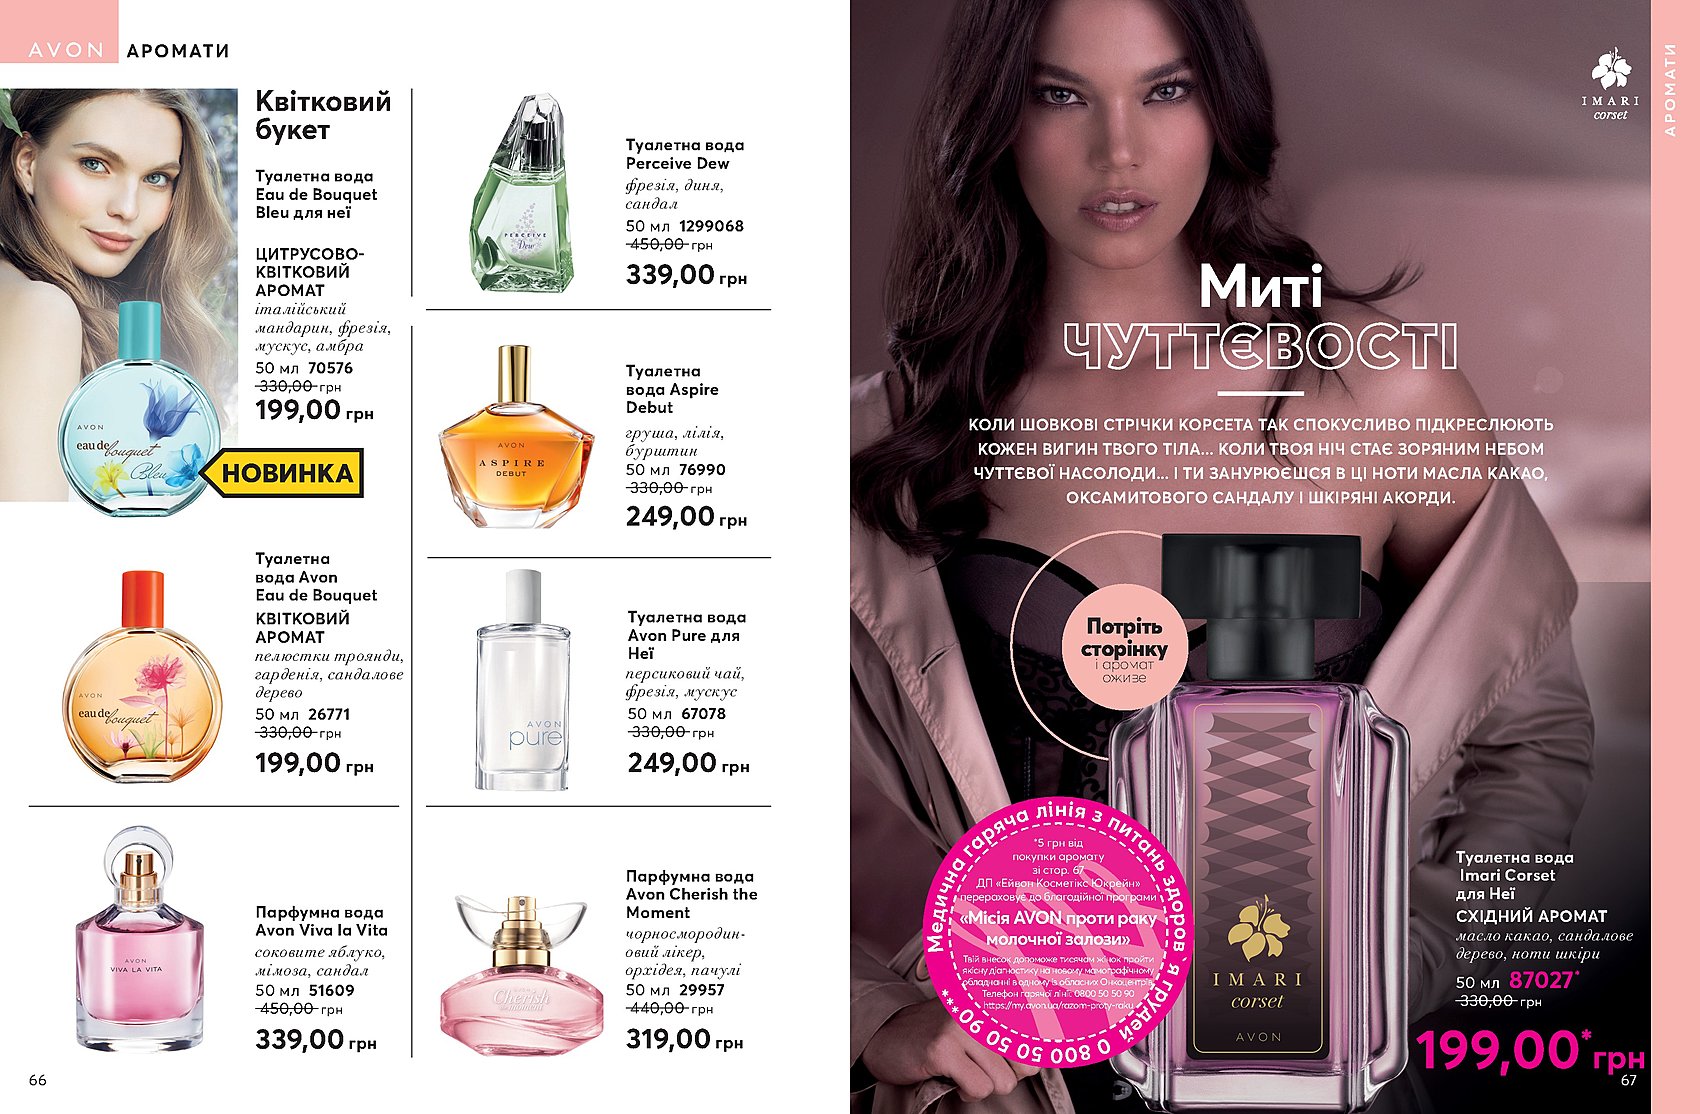 AVON АРОМАТИ
Квітковий
букет
Туалетна вода
Eau de Bouquet
Bleu для неї
ЦИТРУСОВО-
КВІТКОВИЙ
АРОМАТ
італійський
мандарин, фрезія,
мускус, амбра
50 мл 70576
330,00 грн
199,00 грн
AVON
eau de
bouquet
Bleu
НОВИНКА
Туалетна
вода Avon
Eau de Bouquet
КВІТКОВИЙ
АРОМАТ
пелюстки троянди,
гарденія, сандалове
дерево
50 мл 26771
330,00 грн
199,00 грн
AVON
eau de
bouquet
Парфумна вода
Avon Viva la Vita
соковите яблуко,
мімоза, сандал
50 мл 51609
450,00 грн
339,00 грн
AVON
VIVA LA VITA
66
Туалетна вода
Perceive Dew
фрезія, диня,
сандал
50 мл 1299068
450,00 грн
339,00 грн
PERCEIVE
Dew
Туалетна
вода Aspire
Debut
груша, лілія,
бурштин
50 мл 76990
330,00 грн
249,00 грн
AVON
ASPIRE
DEBUT
Туалетна вода
Avon Pure для
Неї
персиковий чай,
фрезія, мускус
50 мл 67078
330,00 грн
249,00 грн
AVON
pure
Парфумна вода
Avon Cherish the
Moment
чорносмородин-
овий лікер,
орхідея, пачулі
50 мл 29957
440,00 грн
319,00 грн
Cherish
the moment
IMARI
corset
АРОМАТИ
Миті
ЧУТТЄВОСТІ
КОЛИ ШОВКОВІ СТРІЧКИ КОРСЕТА ТАК СПОКУСЛИВО ПІДКРЕСЛЮЮТЬ
КОЖЕН ВИГИН ТВОГО ТІЛА... КОЛИ ТВОЯ НІЧ СТАЄ ЗОРЯНИМ НЕБОМ
ЧУТТЄВОЇ НАСОЛОДИ... І ТИ ЗАНУРЮЄШСЯ В ЦІ НОТИ МАСЛА КАКАО,
ОКСАМИТОВОГО САНДАЛУ І ШКІРЯНІ АКОРДИ.
Потріть
сторінку
і аромат
оживе
Медична гаряча лінія з питань здоров`я грудей 0 800 50 50 90***
*5 грн від
покупки аромату
зі стор. 67
ДП «Ейвон Косметікс Юкрейн»
перераховує до благодійної програми
«Місія AVON проти раку
молочної залози»
Твій внесок допоможе тисячам жінок пройти
якісну діагностику на новому мамографічному
обладнанні в одному із обласних Онкоцентрів
Телефон гарячої лінії: 0800 50 50 90
https://my.avon.ua/razom-proty-raku
IMARI
corset
AVON
Туалетна вода
Imari Corset
для Неї
СХІДНИЙ АРОМАТ
масло какао, сандалове
дерево, ноти шкіри
50 мл 87027*
330,00 грн
199,00* грн
67